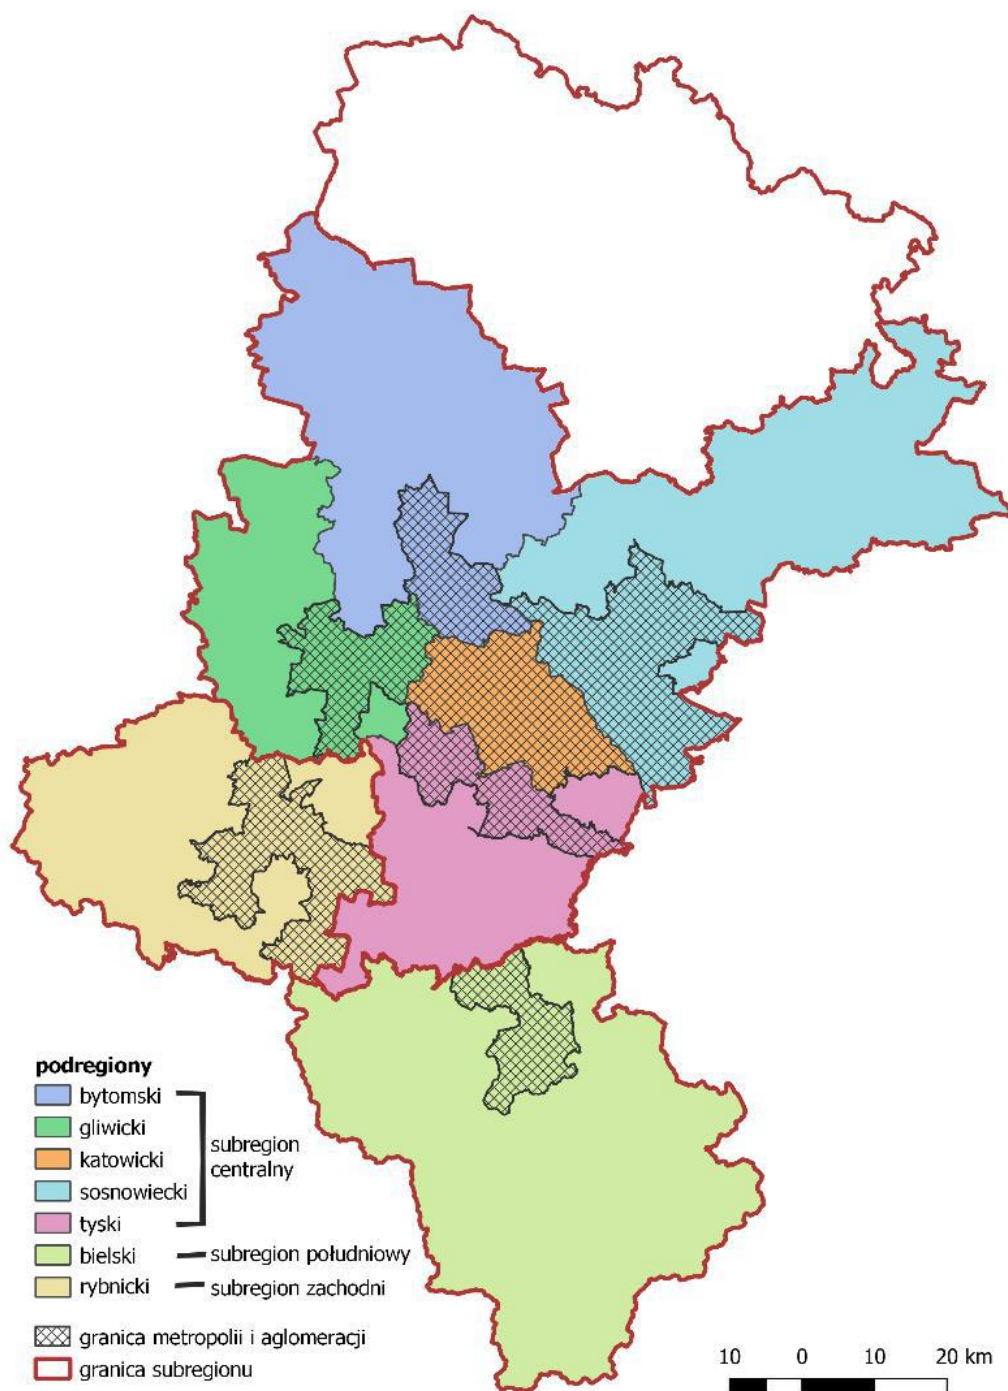 podregiony
bytomski
gliwicki
katowicki
sosnowiecki
tyski
subregion
centralny
bielski
subregion południowy
rybnicki
subregion zachodni
granica metropolii i aglomeracji
granica subregionu
10 0 10 20 km